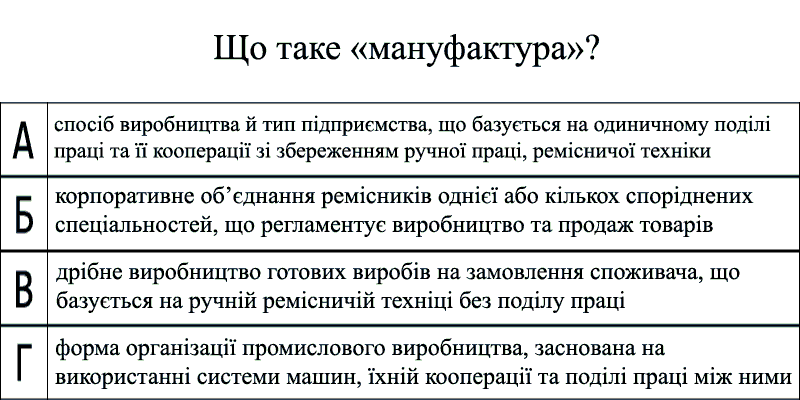 Що таке «мануфактура»?
А
спосіб виробництва й тип підприємства, що базується на одиничному поділі
праці та її кооперації зі збереженням ручної праці, ремісничої техніки
Б
корпоративне об’єднання ремісників однієї або кількох споріднених
спеціальностей, що регламентує виробництво та продаж товарів
В
дрібне виробництво готових виробів на замовлення споживача, що
базується на ручній ремісничій техніці без поділу праці
Г
форма організації промислового виробництва, заснована на
використанні системи машин, їхній кооперації та поділі праці між ними